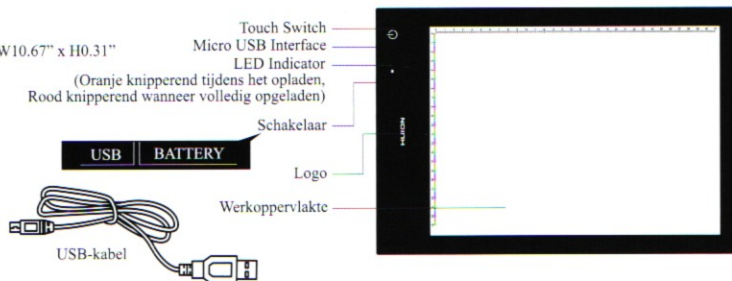 Touch Switch
W10.67” x H0.31”
Micro USB Interface
LED Indicator
(Oranje knipperend tijdens het opladen,
Rood knipperend wanneer volledig opgeladen)
Schakelaar
USB BATTERY
Logo
HUION
Werkoppervlakte
USB-kabel